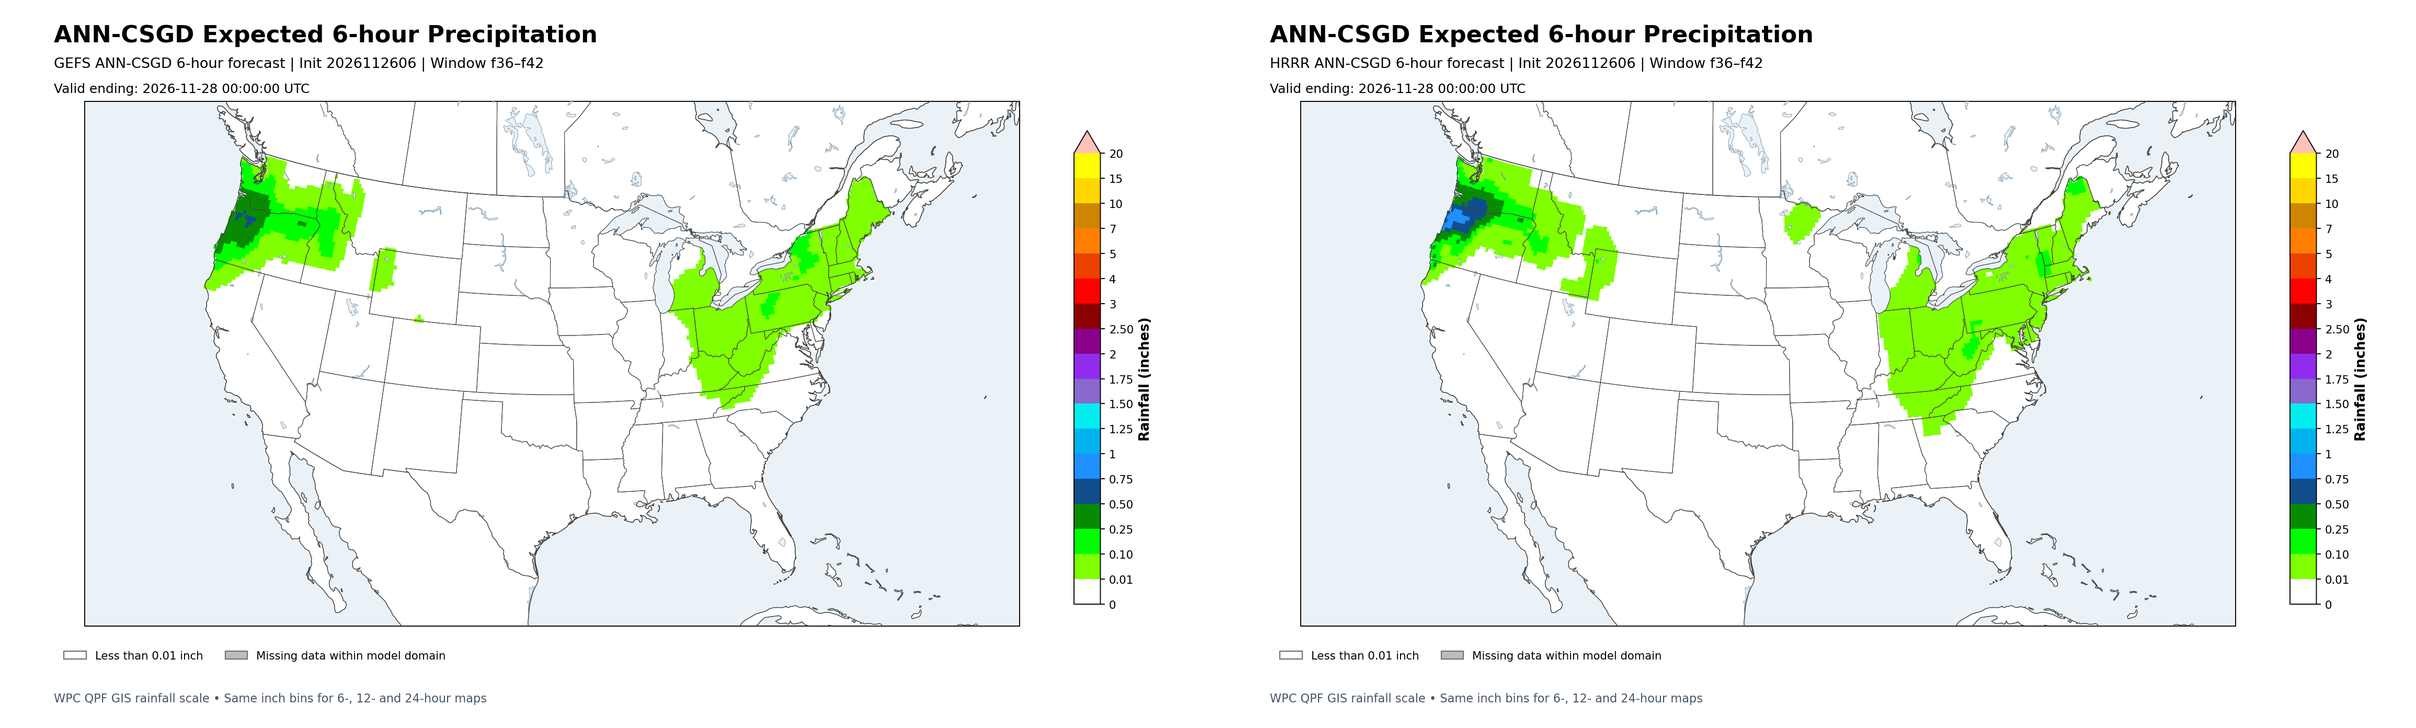 ANN-CSGD Expected 6-hour Precipitation
GEFS ANN-CSGD 6-hour forecast | Init 2026112606 | Window f36–f42
Valid ending: 2026-11-28 00:00:00 UTC
20
15
10
7
5
4
3
2.50
2
1.75
1.50
1.25
1
0.75
0.50
0.25
0.10
0.01
0
Rainfall (inches)
Less than 0.01 inch
Missing data within model domain
WPC QPF GIS rainfall scale • Same inch bins for 6-, 12- and 24-hour maps
ANN-CSGD Expected 6-hour Precipitation
HRRR ANN-CSGD 6-hour forecast | Init 2026112606 | Window f36–f42
Valid ending: 2026-11-28 00:00:00 UTC
20
15
10
7
5
4
3
2.50
2
1.75
1.50
1.25
1
0.75
0.50
0.25
0.10
0.01
0
Rainfall (inches)
Less than 0.01 inch
Missing data within model domain
WPC QPF GIS rainfall scale • Same inch bins for 6-, 12- and 24-hour maps